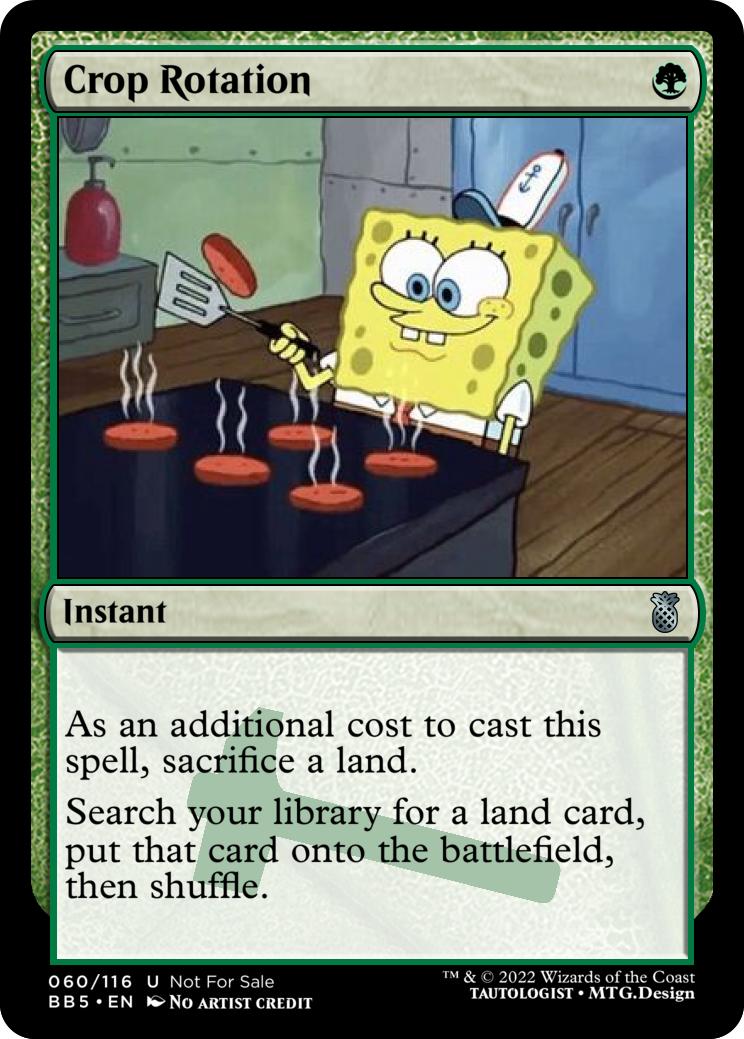 Crop Rotation
Instant
As an additional cost to cast this
spell, sacrifice a land.
Search your library for a land card,
put that card onto the battlefield,
then shuffle.
060/116 U Not For Sale
BB5 • EN No Artist Credit
™ & © 2022 Wizards of the Coast
TAUTOLOGIST • MTG.Design